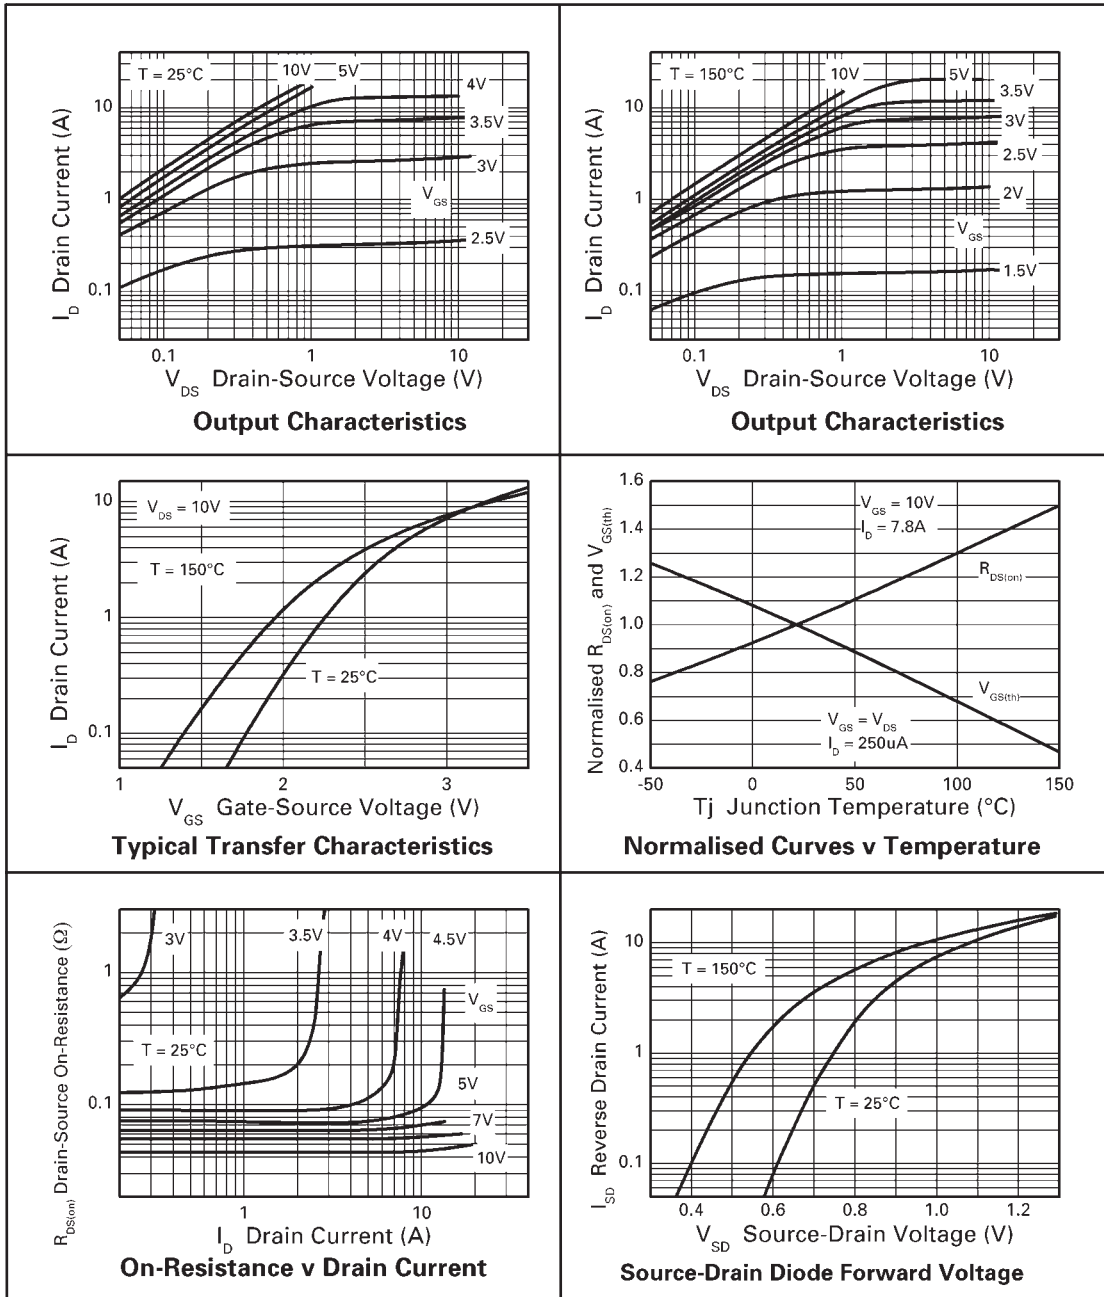 T = 25°C
10V
5V
4V
3.5V
3V
V_GS
2.5V
10
1
0.1
I_D Drain Current (A)
0.1
1
10
V_DS Drain-Source Voltage (V)
Output Characteristics
T = 150°C
10V
5V
3.5V
3V
2.5V
2V
V_GS
1.5V
10
1
0.1
I_D Drain Current (A)
0.1
1
10
V_DS Drain-Source Voltage (V)
Output Characteristics
V_DS = 10V
T = 150°C
T = 25°C
10
1
0.1
I_D Drain Current (A)
1
2
3
V_GS Gate-Source Voltage (V)
Typical Transfer Characteristics
1.6
1.4
1.2
1.0
0.8
0.6
0.4
Normalised R_DS(on) and V_GS(th)
V_GS = 10V
I_D = 7.8A
R_DS(on)
V_GS(th)
V_GS = V_DS
I_D = 250uA
-50
0
50
100
150
Tj Junction Temperature (°C)
Normalised Curves v Temperature
3V
3.5V
4V
4.5V
V_GS
T = 25°C
5V
7V
10V
1
0.1
R_DS(on) Drain-Source On-Resistance (Ω)
1
10
I_D Drain Current (A)
On-Resistance v Drain Current
T = 150°C
T = 25°C
10
1
0.1
I_SD Reverse Drain Current (A)
0.4
0.6
0.8
1.0
1.2
V_SD Source-Drain Voltage (V)
Source-Drain Diode Forward Voltage